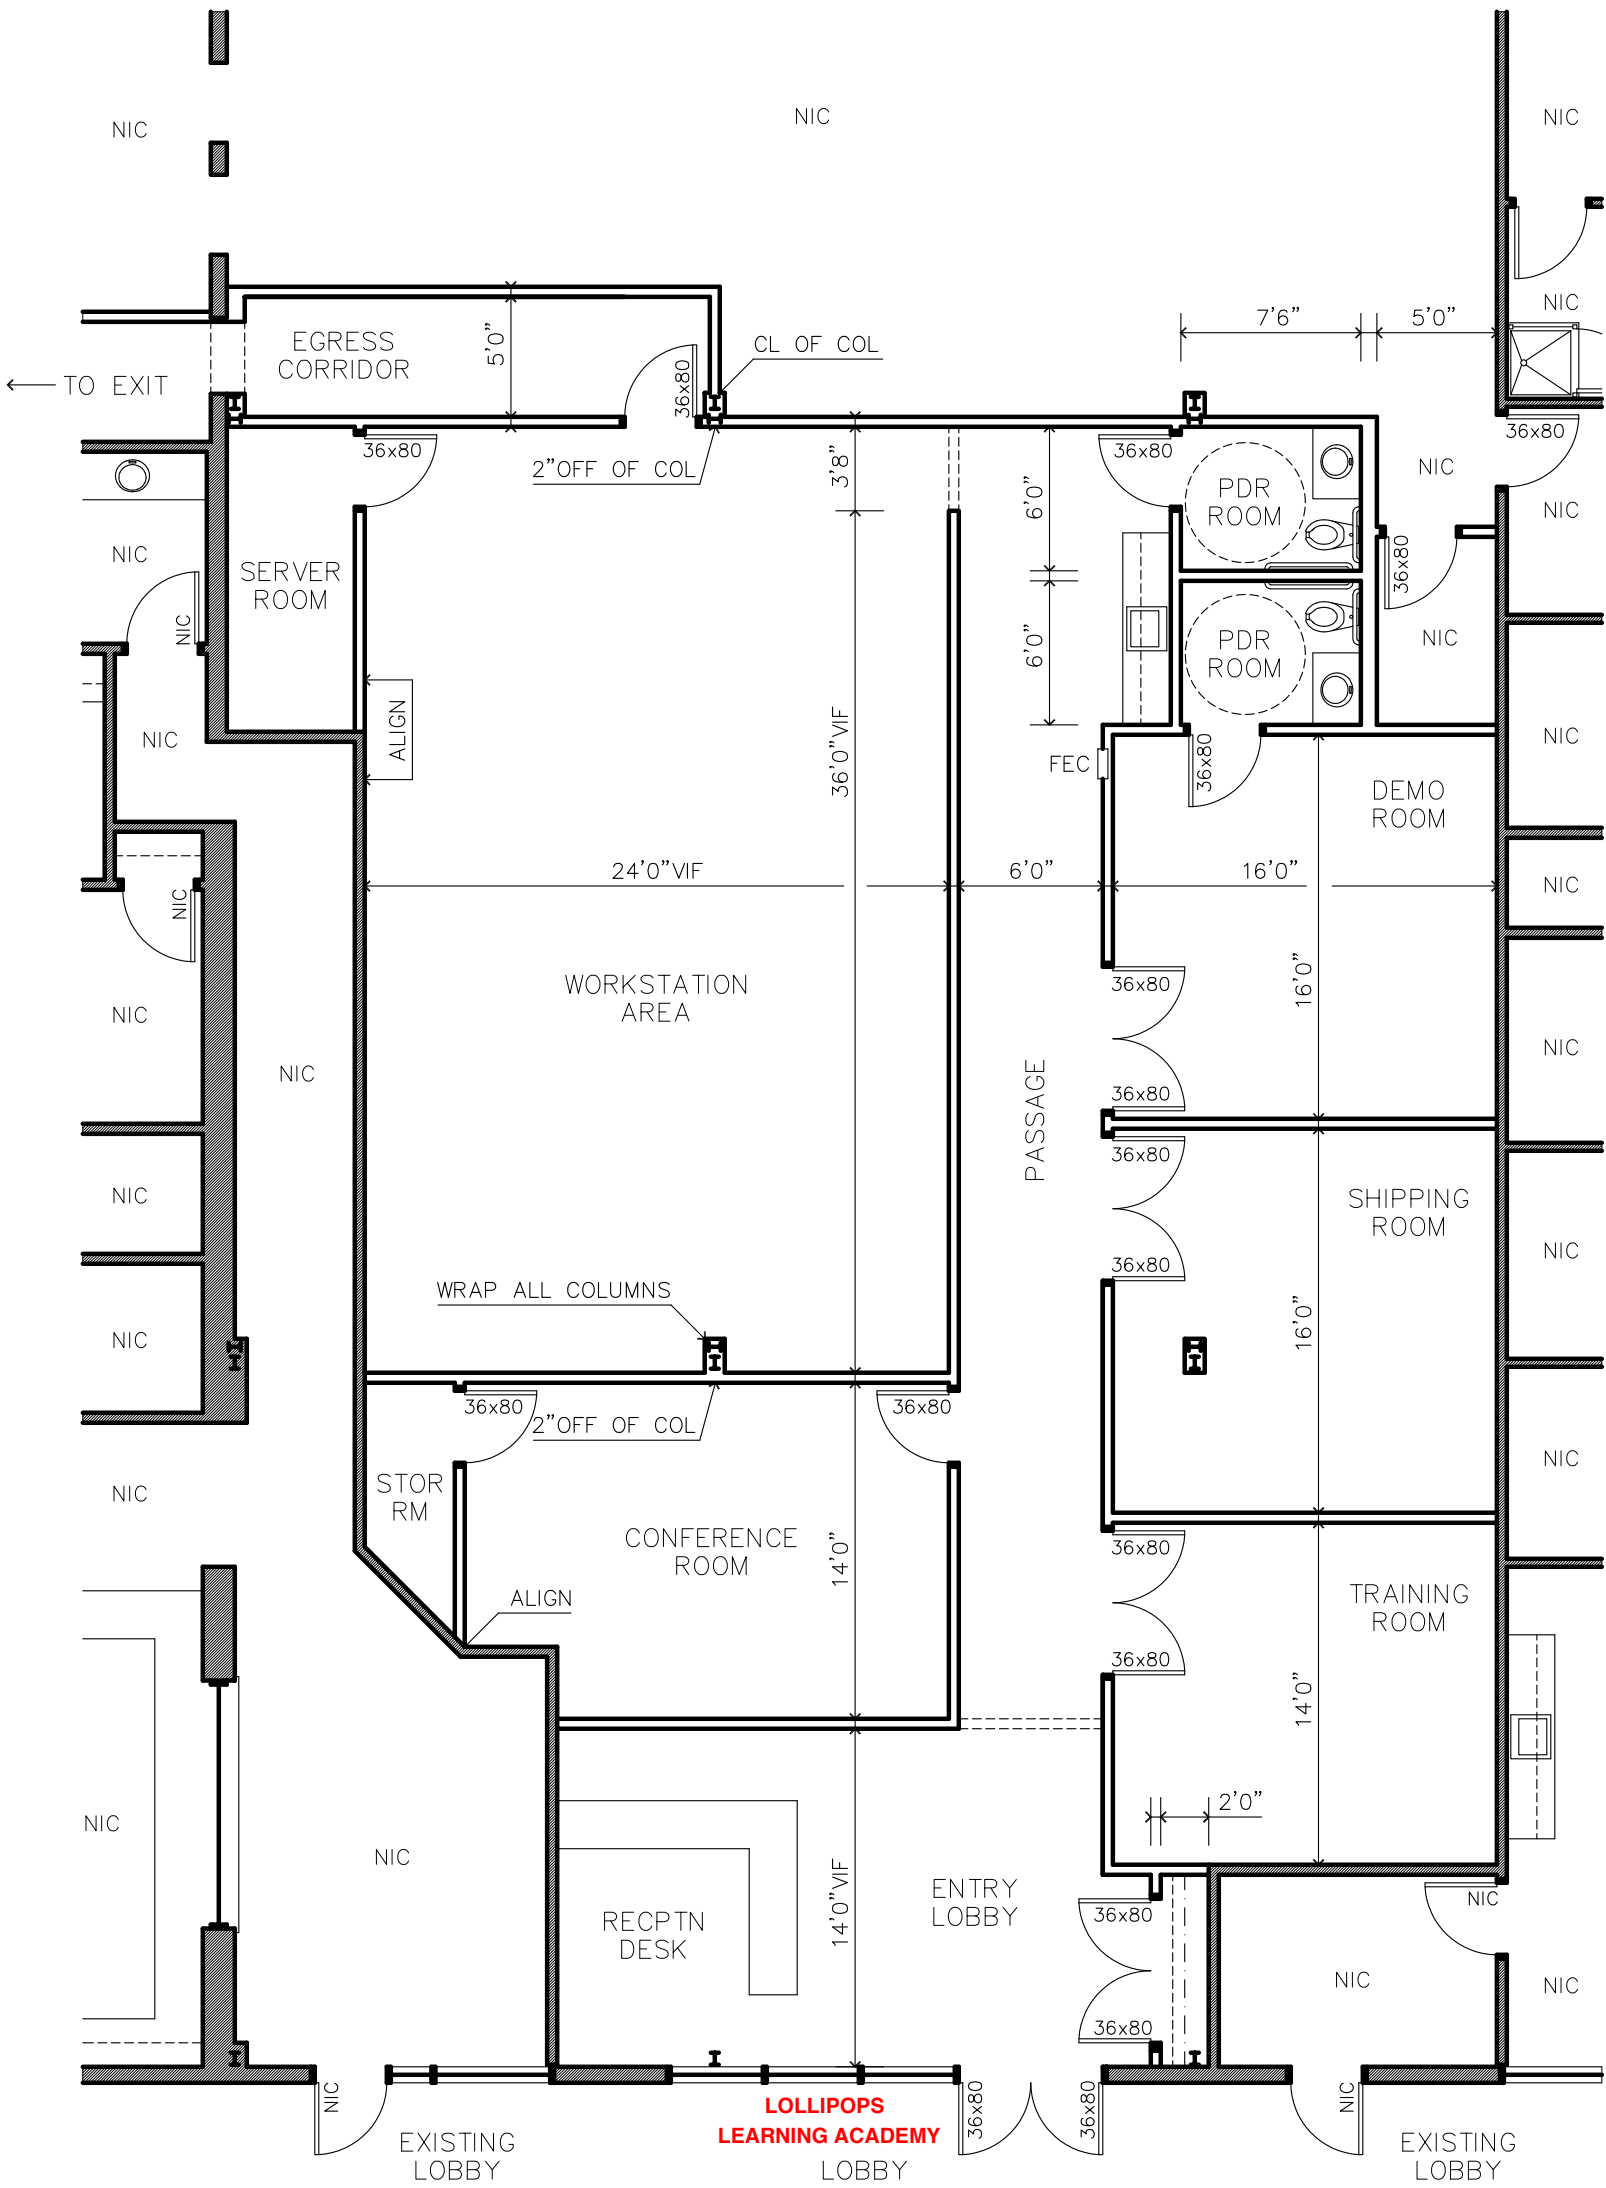 NIC
NIC
NIC
NIC
7’6”
5’0”
EGRESS
CORRIDOR
5’0”
36x80
CL OF COL
TO EXIT
36x80
2”OFF OF COL
3’8”
6’0”
36x80
PDR
ROOM
NIC
36x80
NIC
NIC
NIC
SERVER
ROOM
36x80
6’0”
PDR
ROOM
NIC
NIC
ALIGN
36’0”VIF
FEC
36x80
NIC
DEMO
ROOM
24’0”VIF
6’0”
16’0”
NIC
NIC
WORKSTATION
AREA
36x80
16’0”
NIC
NIC
NIC
PASSAGE
36x80
36x80
NIC
SHIPPING
ROOM
36x80
NIC
WRAP ALL COLUMNS
16’0”
NIC
36x80
2”OFF OF COL
36x80
NIC
NIC
STOR
RM
CONFERENCE
ROOM
14’0”
36x80
ALIGN
TRAINING
ROOM
36x80
14’0”
2’0”
NIC
NIC
14’0”VIF
ENTRY
LOBBY
RECPTN
DESK
36x80
NIC
NIC
NIC
36x80
NIC
LOLLIPOPS
LEARNING ACADEMY
36x80
36x80
NIC
EXISTING
LOBBY
LOBBY
EXISTING
LOBBY